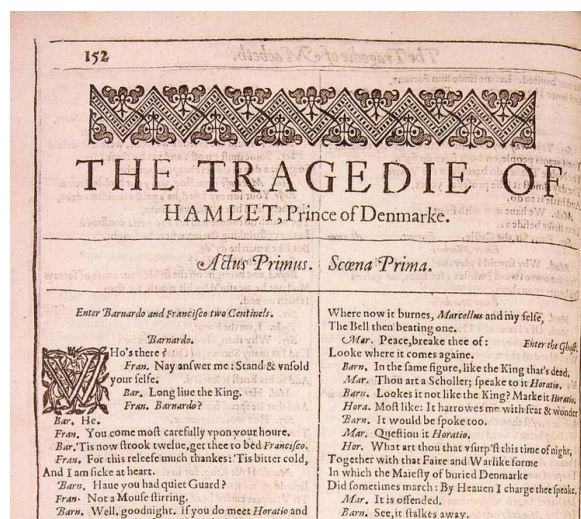 152
The Tragedie of Macbeth.
THE TRAGEDIE OF
HAMLET, Prince of Denmarke.
Actus Primus. Scœna Prima.
Enter Barnardo and Francisco two Centinels.
Barnardo.
WHo's there?
Fran. Nay answer me: Stand & vnfold
your selfe.
Bar. Long liue the King.
Fran. Barnardo?
Bar. He.
Fran. You come most carefully vpon your houre.
Bar. 'Tis now strook twelue, get thee to bed Francisco.
Fran. For this releefe much thankes: 'Tis bitter cold,
And I am sicke at heart.
Barn. Haue you had quiet Guard?
Fran. Not a Mouse stirring.
Barn. Well, goodnight. if you do meet Horatio and
Where now it burnes, Marcellus and my selfe,
The Bell then beating one.
Mar. Peace, breake thee of: Enter the Ghost.
Looke where it comes againe.
Barn. In the same figure, like the King that's dead.
Mar. Thou art a Scholler; speake to it Horatio.
Barn. Lookes it not like the King? Marke it Horatio.
Hora. Most like: It harrowes me with fear & wonder
Barn. It would be spoke too.
Mar. Question it Horatio.
Hor. What art thou that vsurp'st this time of night,
Together with that Faire and Warlike forme
In which the Maiesty of buried Denmark
Did sometimes march: By Heauen I charge thee speake.
Mar. It is offended.
Barn. See, it stalkes away.